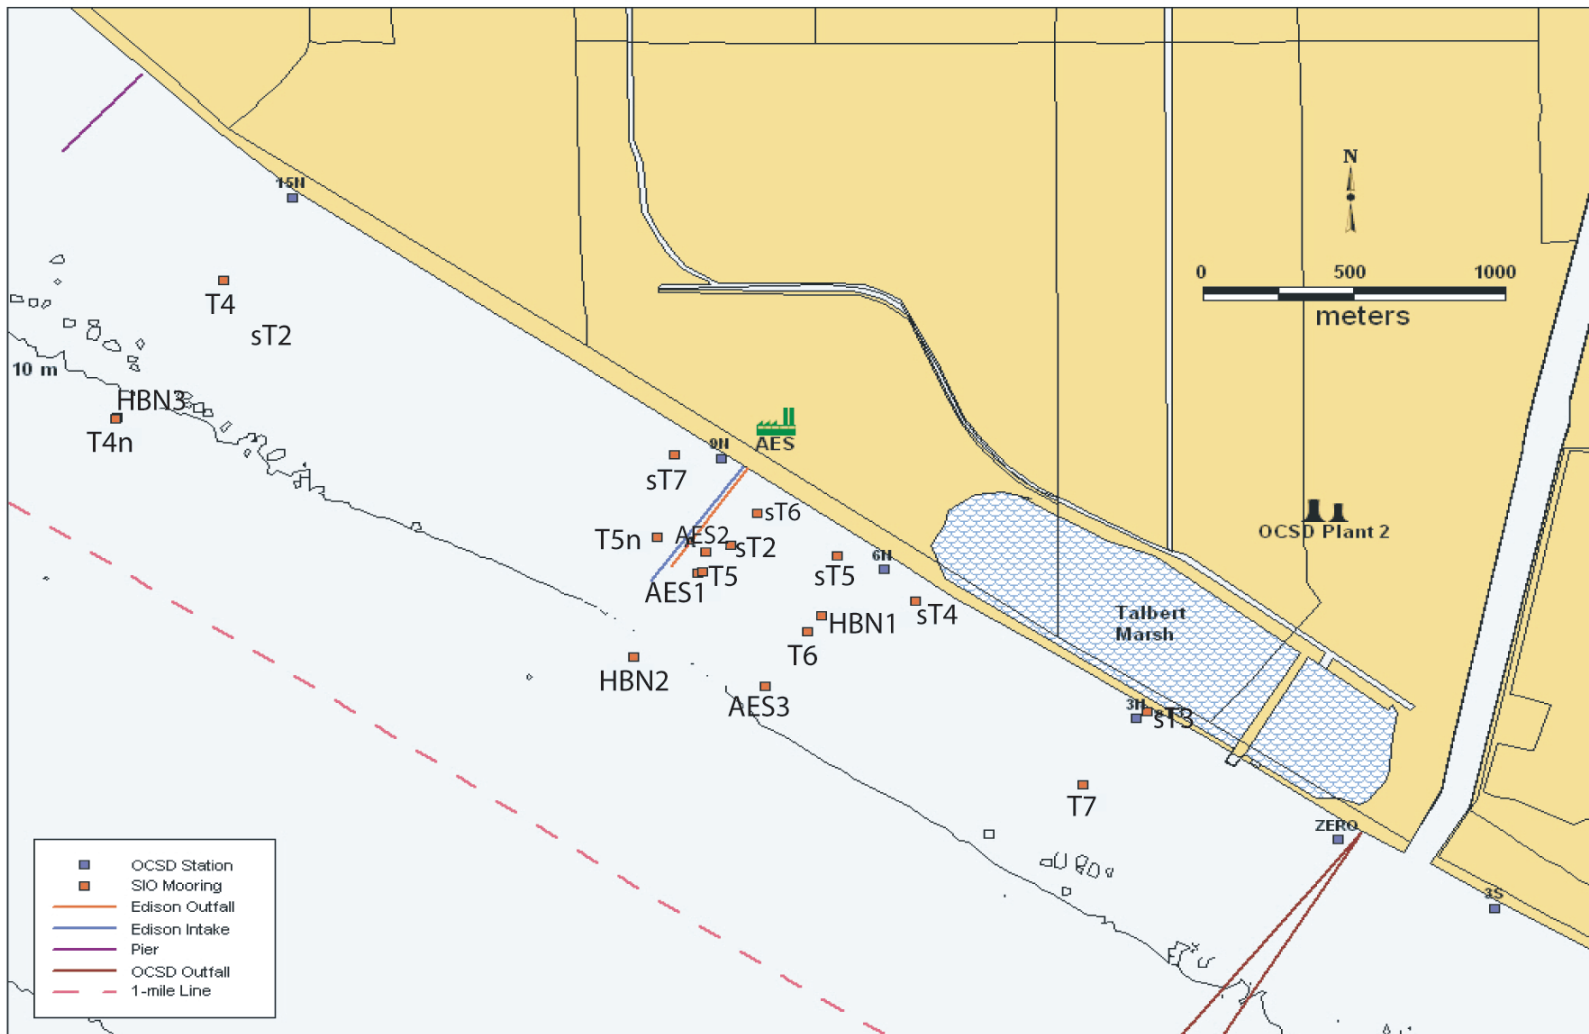 N
15N
0 500 1000
meters
T4
sT2
10 m
HBN3
T4n
AES
9N
sT7
sT6
OCSD Plant 2
T5n
AES2
sT2
6N
sT5
T5
AES1
sT4
Talbert
Marsh
HBN1
T6
HBN2
AES3
3N
sT3
T7
ZERO
3S
OCSD Station
SIO Mooring
Edison Outfall
Edison Intake
Pier
OCSD Outfall
1-mile Line